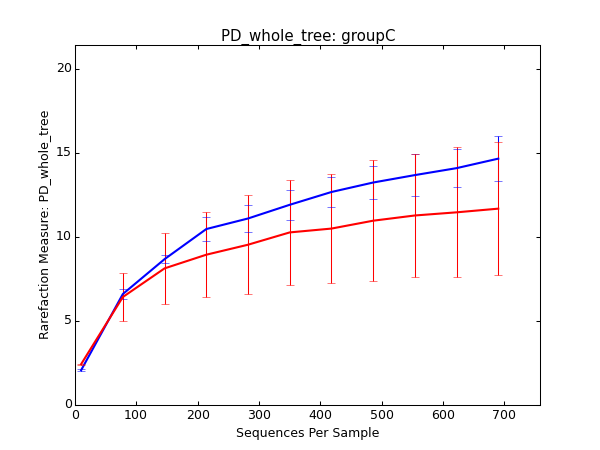 PD_whole_tree: groupC
Rarefaction Measure: PD_whole_tree
20
15
10
5
0
0 100 200 300 400 500 600 700
Sequences Per Sample